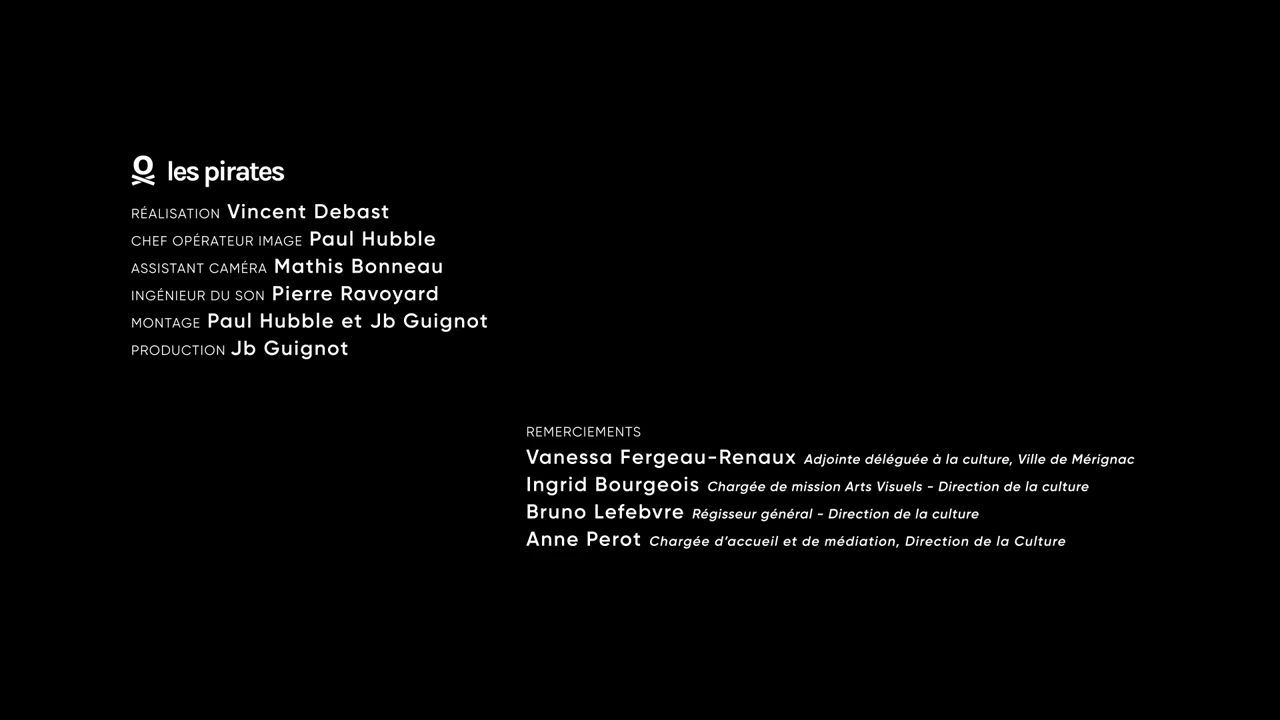 les pirates
RÉALISATION Vincent Debast
CHEF OPÉRATEUR IMAGE Paul Hubble
ASSISTANT CAMÉRA Mathis Bonneau
INGÉNIEUR DU SON Pierre Ravoyard
MONTAGE Paul Hubble et Jb Guignot
PRODUCTION Jb Guignot
REMERCIEMENTS
Vanessa Fergeau-Renaux Adjointe déléguée à la culture, Ville de Mérignac
Ingrid Bourgeois Chargée de mission Arts Visuels - Direction de la culture
Bruno Lefebvre Régisseur général - Direction de la culture
Anne Perot Chargée d’accueil et de médiation, Direction de la Culture